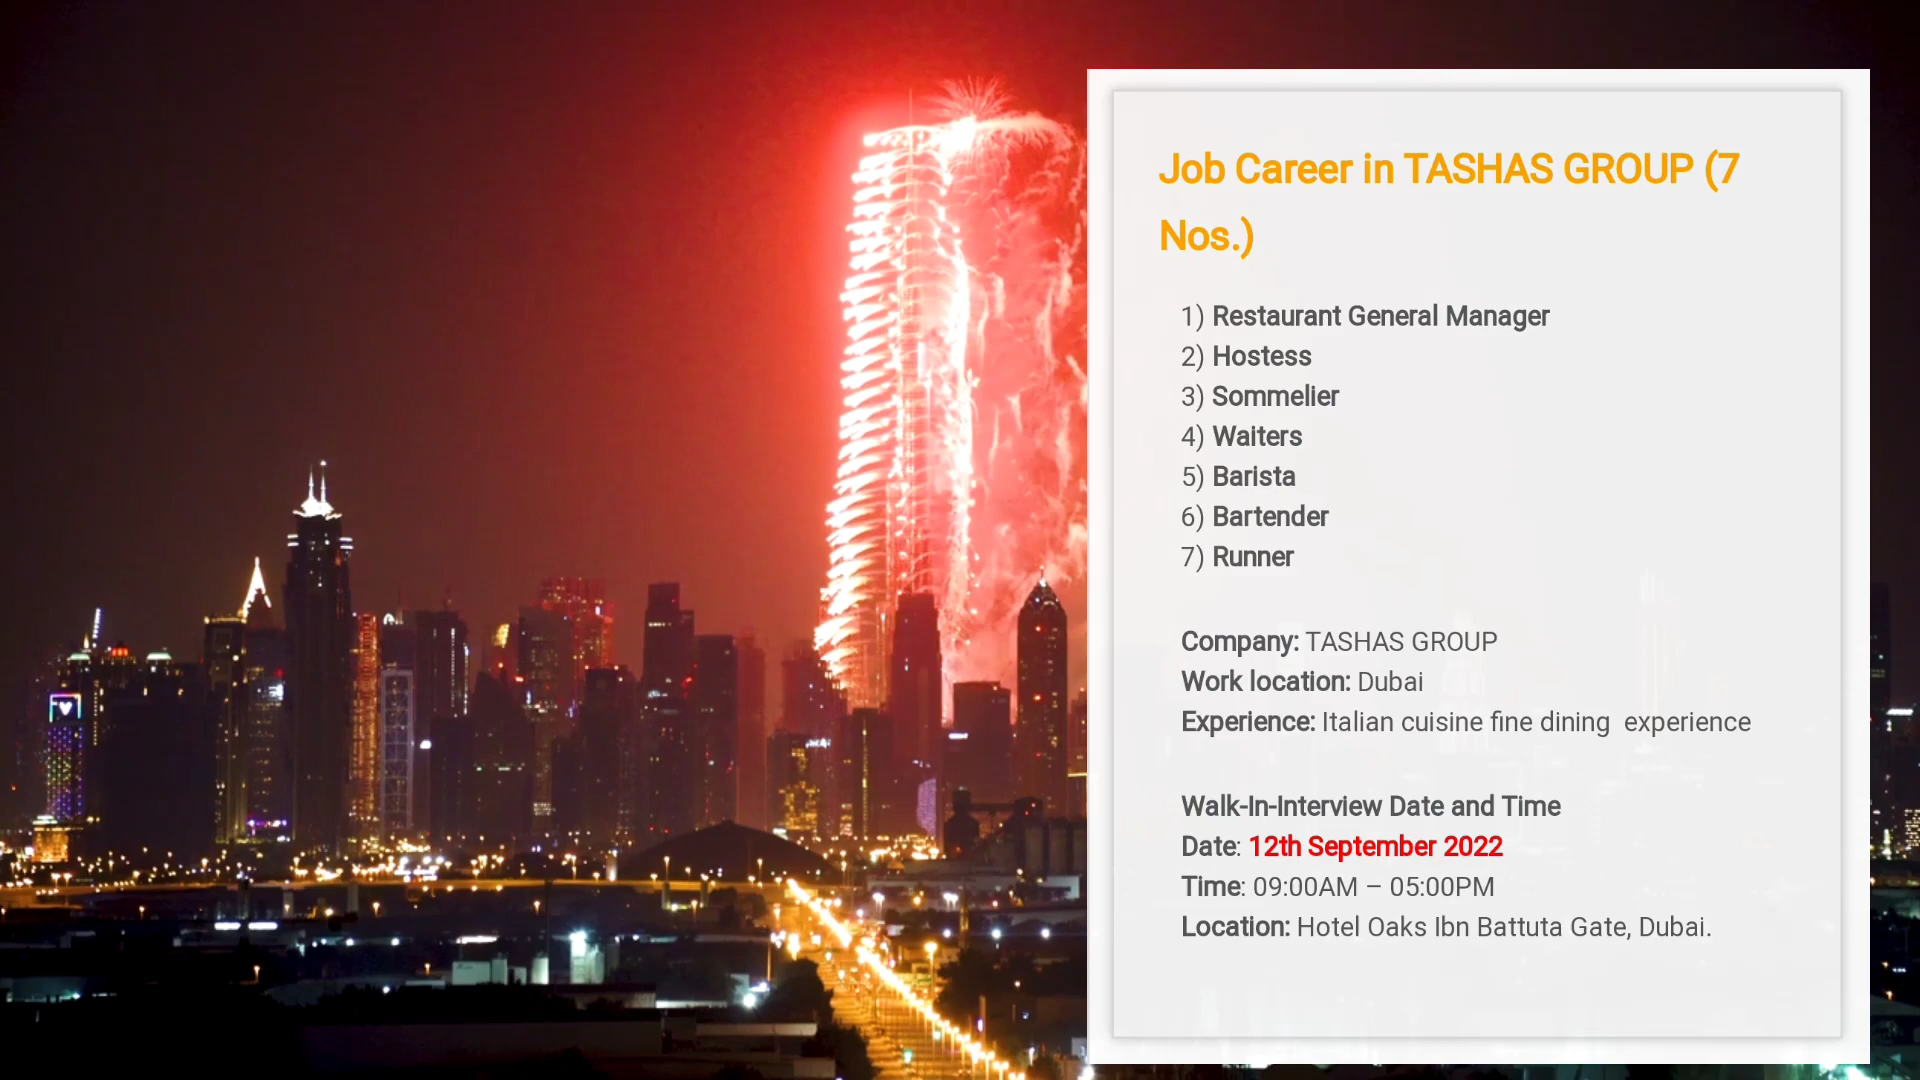 Job Career in TASHAS GROUP (7
Nos.)
1) Restaurant General Manager
2) Hostess
3) Sommelier
4) Waiters
5) Barista
6) Bartender
7) Runner
Company: TASHAS GROUP
Work location: Dubai
Experience: Italian cuisine fine dining  experience
Walk-In-Interview Date and Time
Date: 12th September 2022
Time: 09:00AM – 05:00PM
Location: Hotel Oaks Ibn Battuta Gate, Dubai.